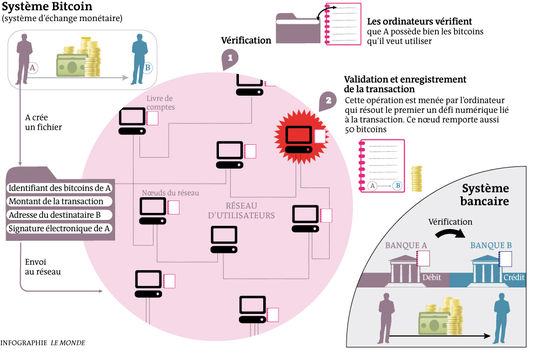 Système Bitcoin
(système d'échange monétaire)
A
B
A crée
un fichier
Identifiant des bitcoins de A
Montant de la transaction
Adresse du destinataire B
Signature électronique de A
Envoi
au réseau
Vérification
1
Les ordinateurs vérifient
que A possède bien les bitcoins
qu'il veut utiliser
2
Validation et enregistrement
de la transaction
Cette opération est menée par l'ordinateur
qui résout le premier un défi numérique lié
à la transaction. Ce nœud remporte aussi
50 bitcoins
A
B
Livre de
comptes
Nœuds du réseau
RÉSEAU
D'UTILISATEURS
Système
bancaire
Vérification
BANQUE A
BANQUE B
Débit
Crédit
INFOGRAPHIE LE MONDE